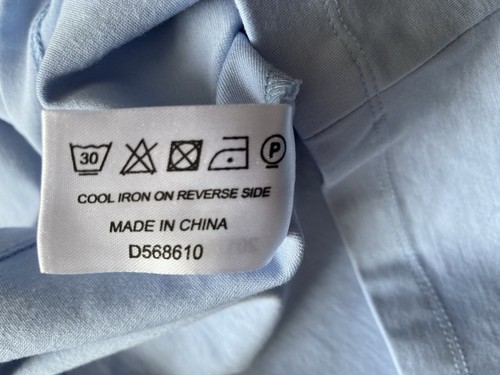 30 P
COOL IRON ON REVERSE SIDE
MADE IN CHINA
D568610